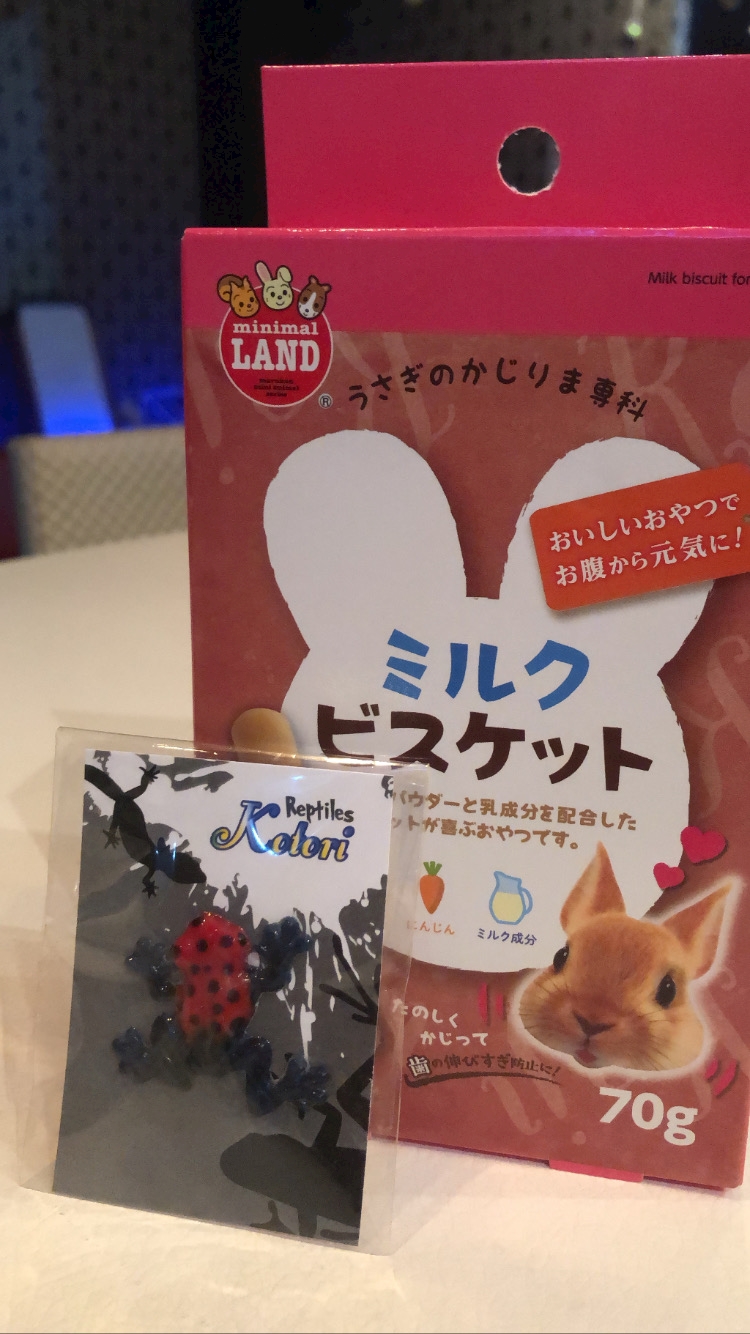 Milk biscuit for
minimal
LAND
marukan
mini animal
series
®
うさぎのかじりま専科
おいしいおやつで
お腹から元気に!
ミルク
ビスケット
パウダーと乳成分を配合した
ットが喜ぶおやつです。
にんじん
ミルク成分
たのしく
かじって
歯の伸びすぎ防止に!
70g
Reptiles
Kotori